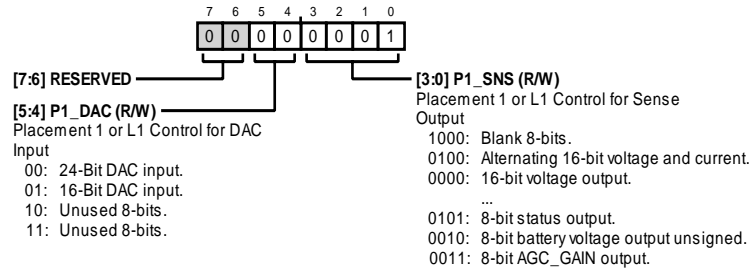 7 6 5 4 3 2 1 0
0 0 0 0 0 0 0 1
[7:6] RESERVED
[5:4] P1_DAC (R/W)
Placement 1 or L1 Control for DAC
Input
00: 24-Bit DAC input.
01: 16-Bit DAC input.
10: Unused 8-bits.
11: Unused 8-bits.
[3:0] P1_SNS (R/W)
Placement 1 or L1 Control for Sense
Output
1000: Blank 8-bits.
0100: Alternating 16-bit voltage and current.
0000: 16-bit voltage output.
...
0101: 8-bit status output.
0010: 8-bit battery voltage output unsigned.
0011: 8-bit AGC_GAIN output.